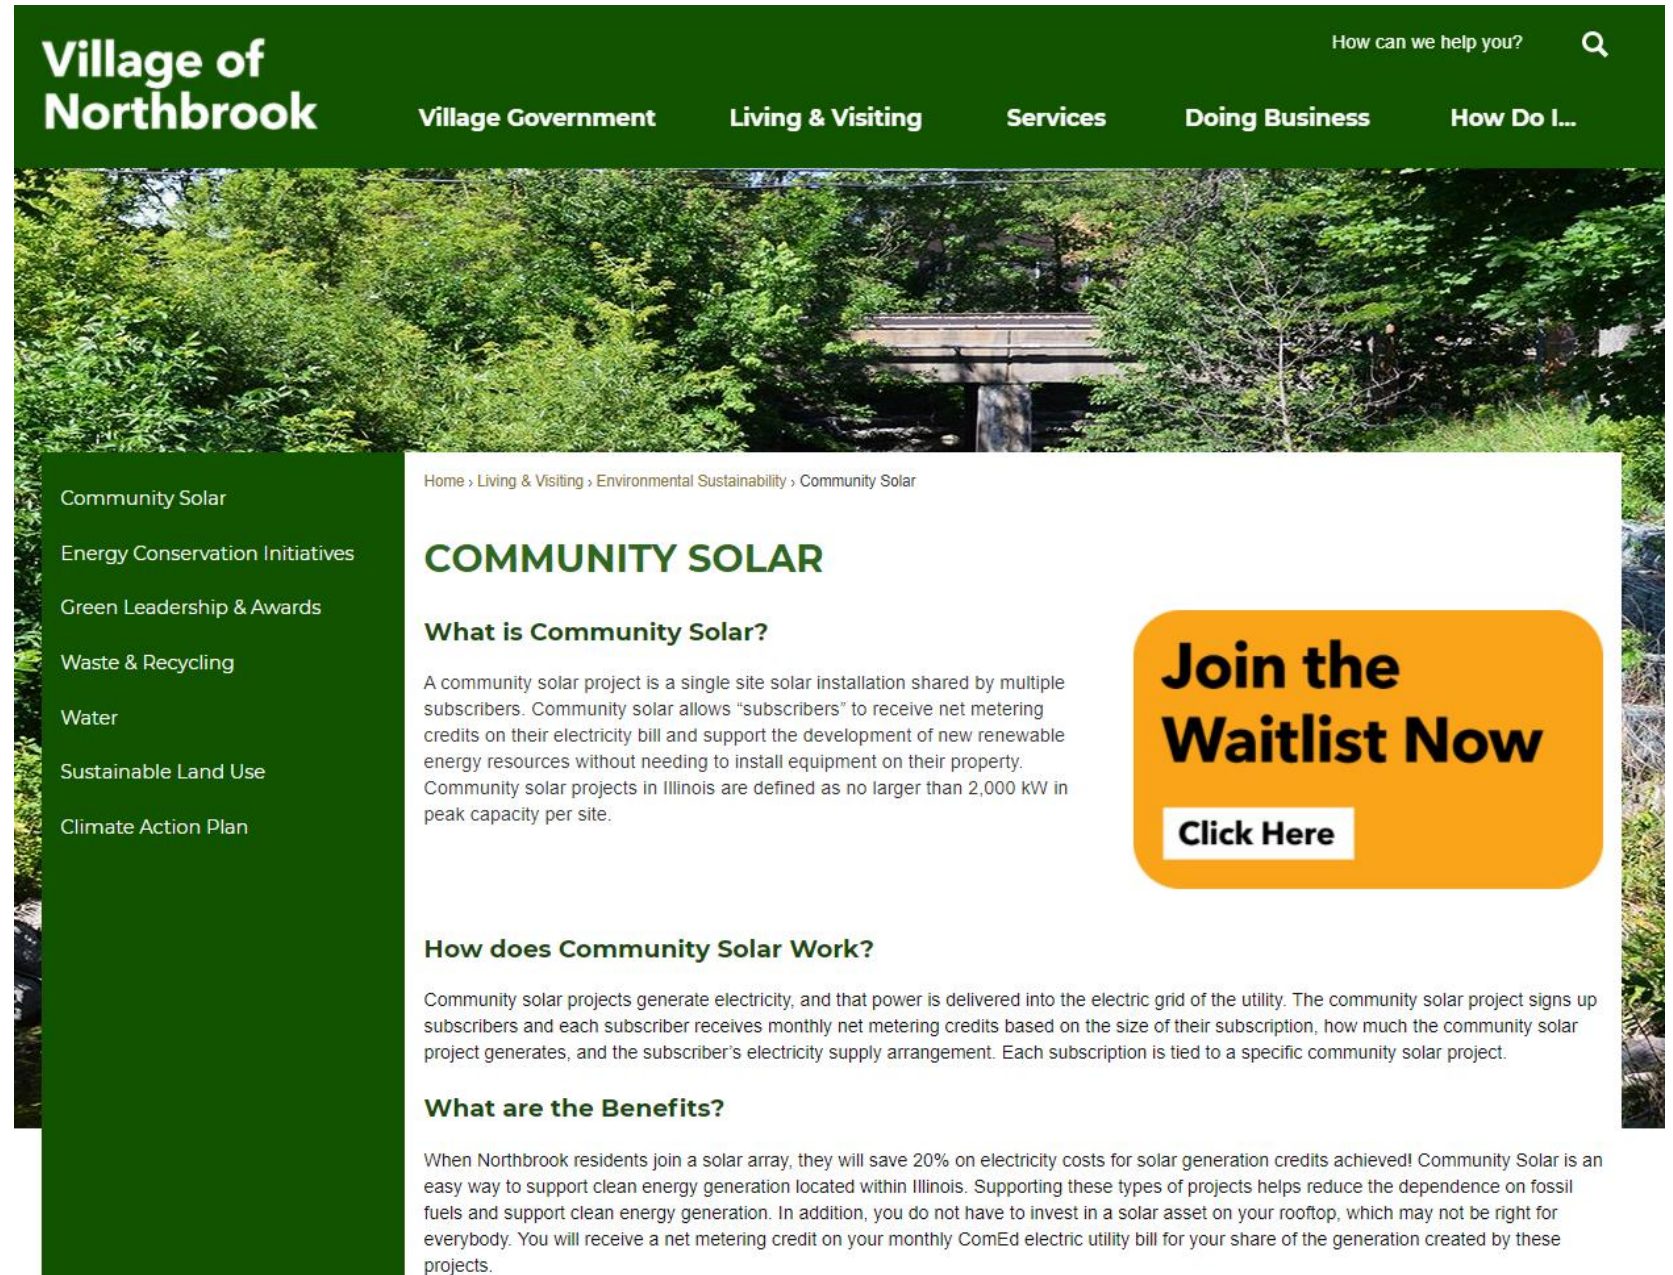 Village of
Northbrook
How can we help you?
Village Government
Living & Visiting
Services
Doing Business
How Do I...
Community Solar
Energy Conservation Initiatives
Green Leadership & Awards
Waste & Recycling
Water
Sustainable Land Use
Climate Action Plan
Home › Living & Visiting › Environmental Sustainability › Community Solar
COMMUNITY SOLAR
What is Community Solar?
A community solar project is a single site solar installation shared by multiple
subscribers. Community solar allows “subscribers” to receive net metering
credits on their electricity bill and support the development of new renewable
energy resources without needing to install equipment on their property.
Community solar projects in Illinois are defined as no larger than 2,000 kW in
peak capacity per site.
Join the
Waitlist Now
Click Here
How does Community Solar Work?
Community solar projects generate electricity, and that power is delivered into the electric grid of the utility. The community solar project signs up
subscribers and each subscriber receives monthly net metering credits based on the size of their subscription, how much the community solar
project generates, and the subscriber’s electricity supply arrangement. Each subscription is tied to a specific community solar project.
What are the Benefits?
When Northbrook residents join a solar array, they will save 20% on electricity costs for solar generation credits achieved! Community Solar is an
easy way to support clean energy generation located within Illinois. Supporting these types of projects helps reduce the dependence on fossil
fuels and support clean energy generation. In addition, you do not have to invest in a solar asset on your rooftop, which may not be right for
everybody. You will receive a net metering credit on your monthly ComEd electric utility bill for your share of the generation created by these
projects.